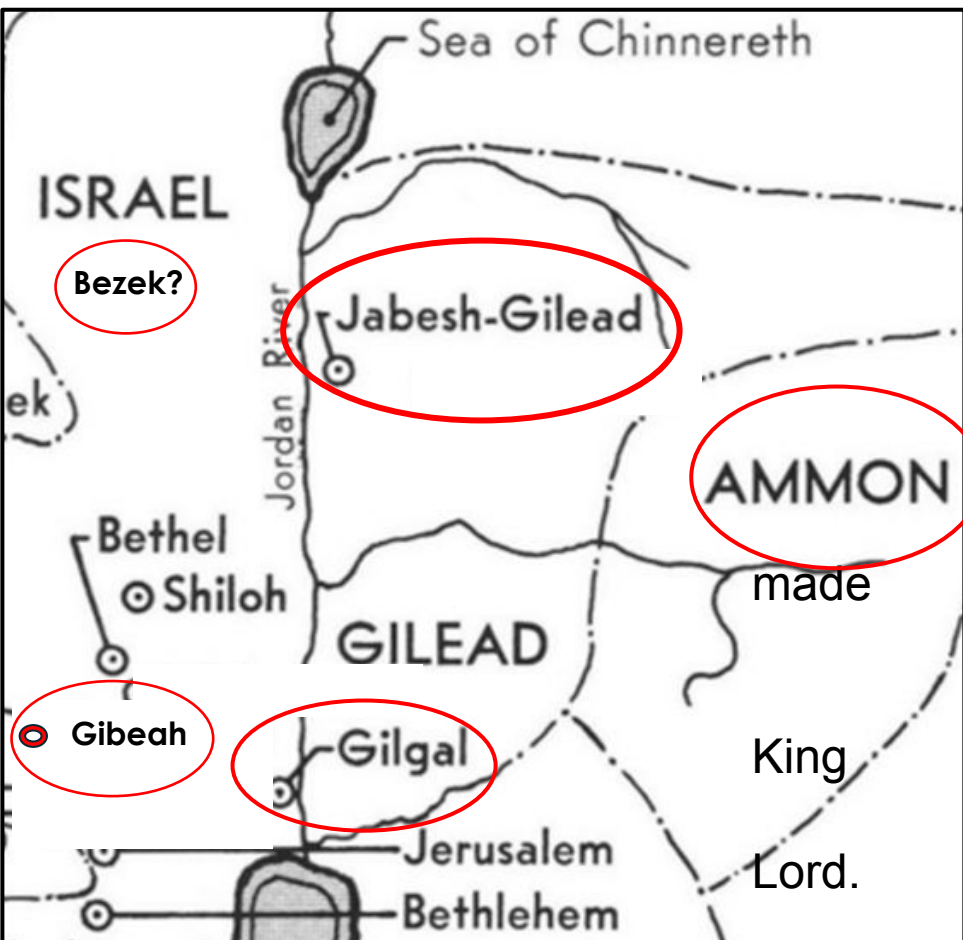 Sea of Chinnereth
ISRAEL
Bezek?
Jabesh-Gilead
Jordan River
ek
AMMON
Bethel
Shiloh
made
GILEAD
Gibeah
Gilgal
King
Jerusalem
Lord.
Bethlehem